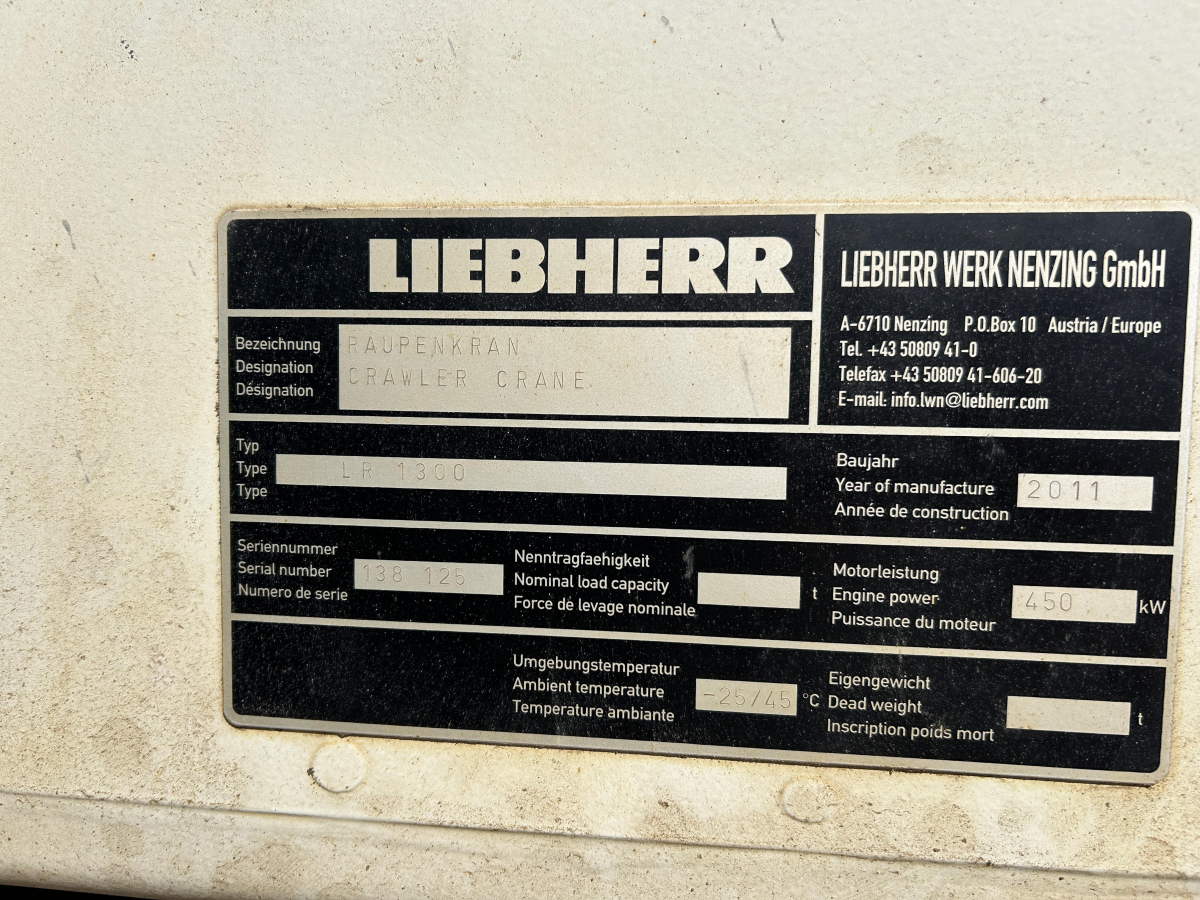 LIEBHERR
LIEBHERR WERK NENZING GmbH
A-6710 Nenzing P.O.Box 10 Austria / Europe
Tel. +43 50809 41-0
Telefax +43 50809 41-606-20
E-mail: info.lwn@liebherr.com
Bezeichnung
Designation
Désignation
RAUPENKRAN
CRAWLER CRANE
Typ
Type
Type
LR 1300
Baujahr
Year of manufacture
Année de construction
2011
Seriennummer
Serial number
Numero de serie
138 125
Nenntragfaehigkeit
Nominal load capacity
Force de levage nominale
t
Motorleistung
Engine power
Puissance du moteur
450
kW
Umgebungstemperatur
Ambient temperature
Temperature ambiante
-25/45
°C
Eigengewicht
Dead weight
Inscription poids mort
t